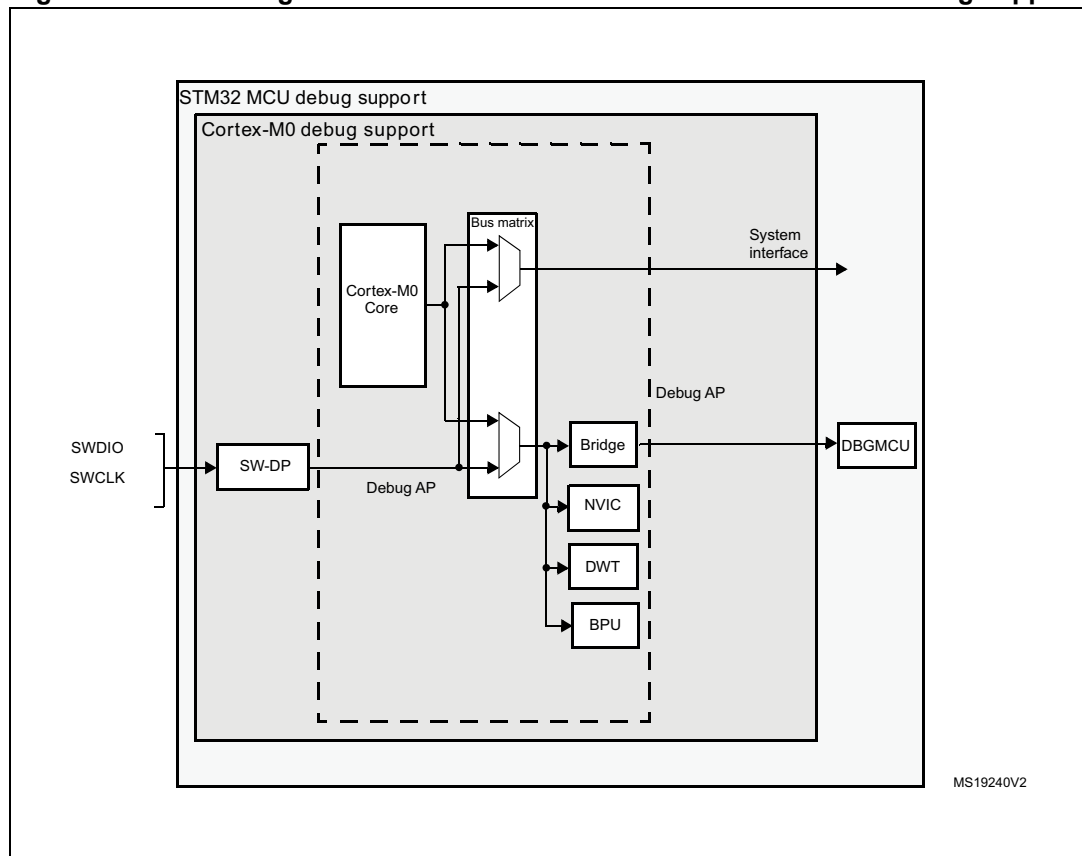 STM32 MCU debug support
Cortex-M0 debug support
Bus matrix
System
interface
Cortex-M0
Core
Debug AP
SWDIO
SWCLK
SW-DP
Debug AP
Bridge
DBGMCU
NVIC
DWT
BPU
MS19240V2